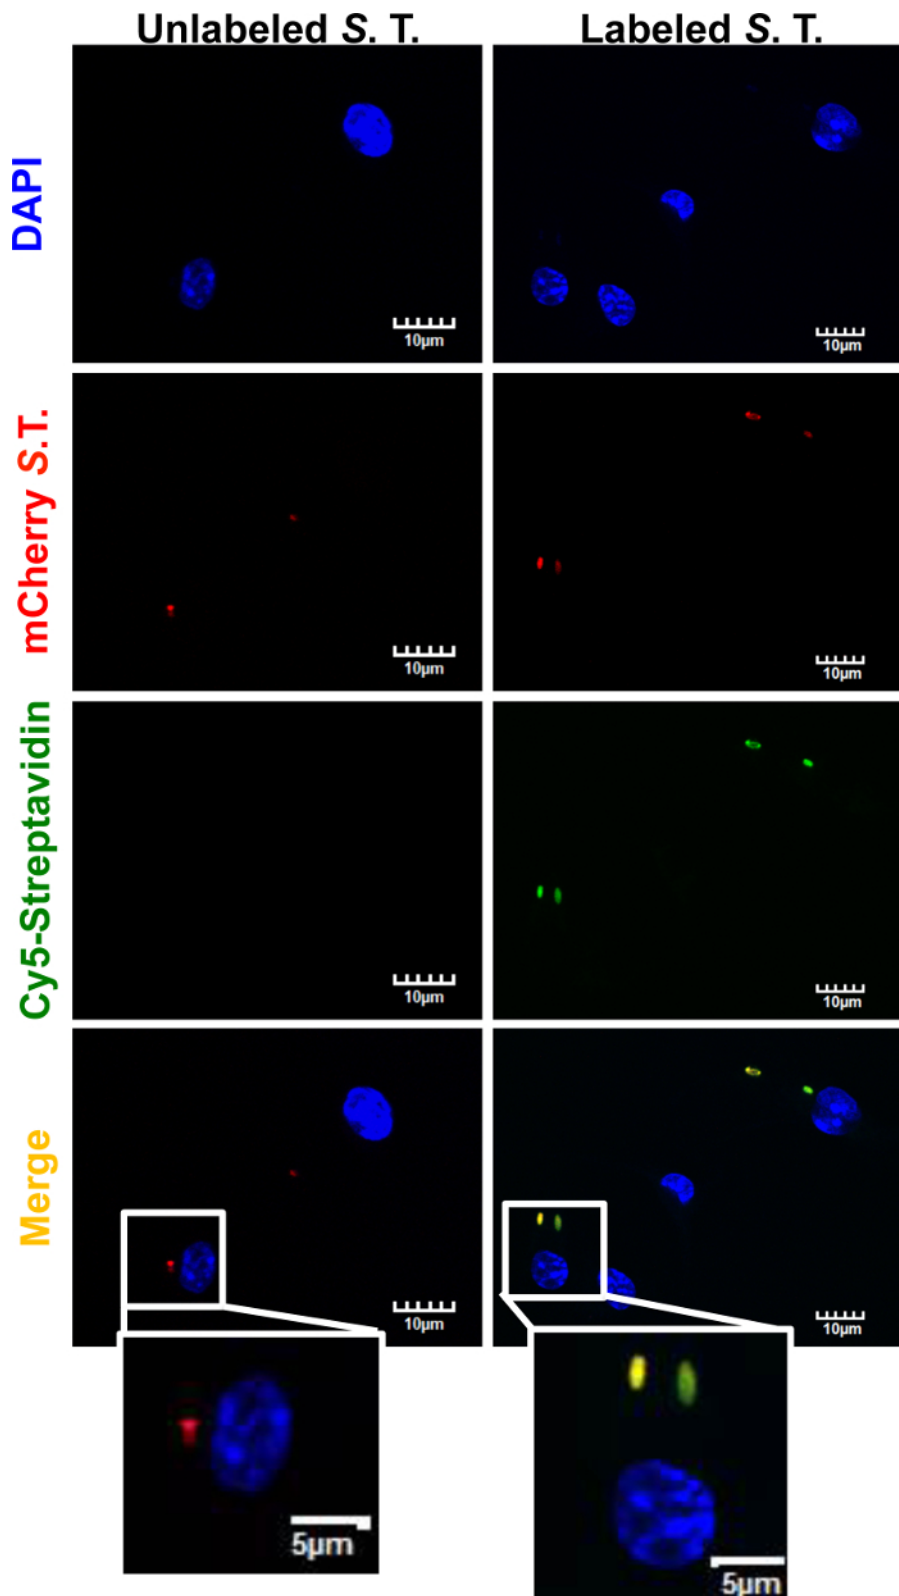 Unlabeled S. T.
Labeled S. T.
DAPI
10µm
10µm
mCherry S.T.
10µm
10µm
Cy5-Streptavidin
10µm
10µm
Merge
10µm
10µm
5µm
5µm